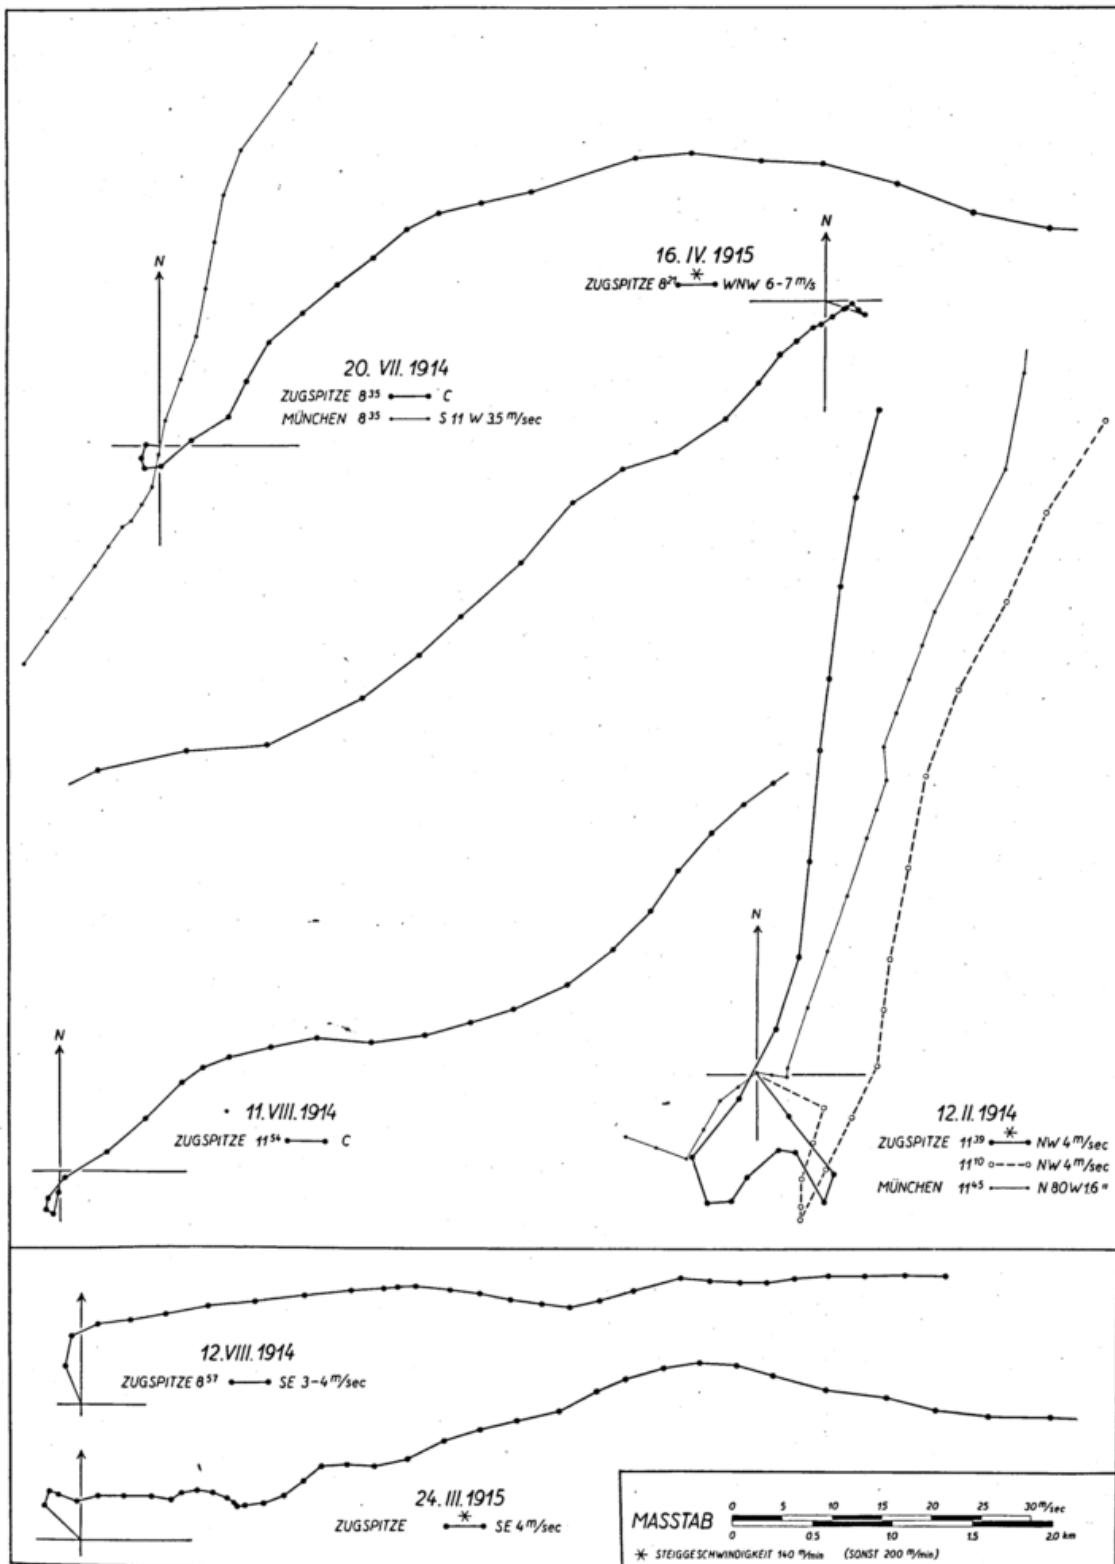 N
16. IV. 1915
*
ZUGSPITZE 8²⁹ WNW 6-7 m/s
N
20. VII. 1914
ZUGSPITZE 8³⁵ C
MÜNCHEN 8³⁵ S 11 W 3.5 m/sec
N
N
11. VIII. 1914
ZUGSPITZE 11⁵⁴ C
12. II. 1914
*
ZUGSPITZE 11³⁹ NW 4 m/sec
11¹⁰ NW 4 m/sec
MÜNCHEN 11⁴⁵ N 80 W 1.6 "
12. VIII. 1914
ZUGSPITZE 8⁵⁷ SE 3-4 m/sec
24. III. 1915
*
ZUGSPITZE SE 4 m/sec
MASSTAB
0 5 10 15 20 25 30 m/sec
0 0.5 1.0 1.5 2.0 km
* STEIGGESCHWINDIGKEIT 140 m/min (SONST 200 m/min)